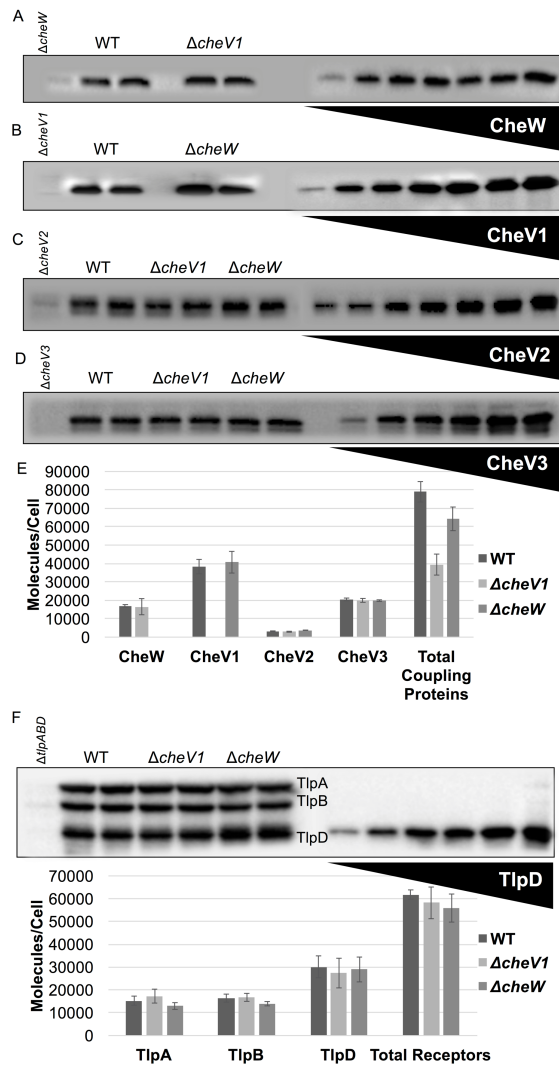 A
ΔcheW
WT
ΔcheV1
CheW
B
ΔcheV1
WT
ΔcheW
CheV1
C
ΔcheV2
WT
ΔcheV1
ΔcheW
CheV2
D
ΔcheV3
WT
ΔcheV1
ΔcheW
CheV3
E
Molecules/Cell
90000
80000
70000
60000
50000
40000
30000
20000
10000
0
CheW
CheV1
CheV2
CheV3
Total
Coupling
Proteins
WT
ΔcheV1
ΔcheW
F
ΔtlpABD
WT
ΔcheV1
ΔcheW
TlpA
TlpB
TlpD
TlpD
Molecules/Cell
70000
60000
50000
40000
30000
20000
10000
0
TlpA
TlpB
TlpD
Total Receptors
WT
ΔcheV1
ΔcheW